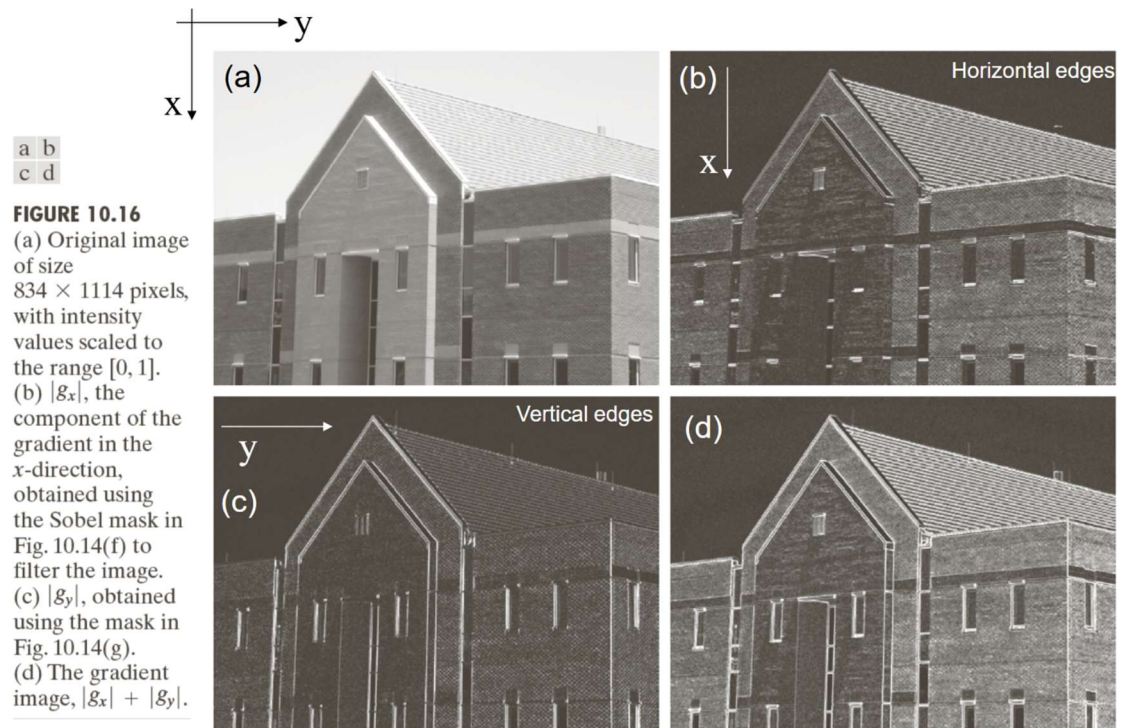 y
x
a b
c d
FIGURE 10.16
(a) Original image
of size
834 × 1114 pixels,
with intensity
values scaled to
the range [0, 1].
(b) |gx|, the
component of the
gradient in the
x-direction,
obtained using
the Sobel mask in
Fig. 10.14(f) to
filter the image.
(c) |gy|, obtained
using the mask in
Fig. 10.14(g).
(d) The gradient
image, |gx| + |gy|.
(a)
(b)
Horizontal edges
x
Vertical edges
y
(c)
(d)